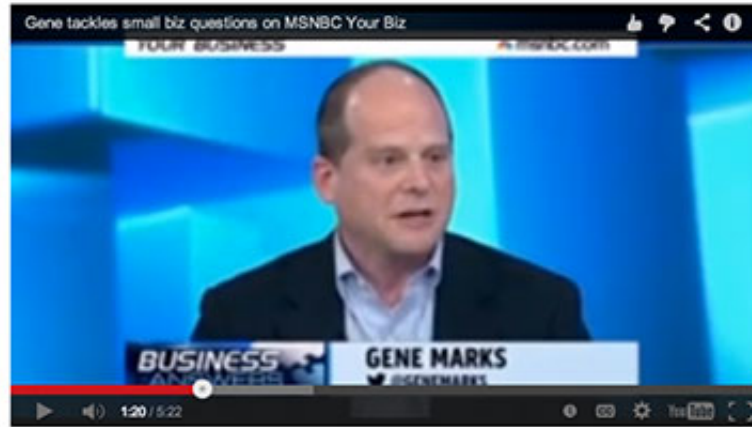 Gene tackles small biz questions on MSNBC Your Biz
YOUR BUSINESS
msnbc.com
BUSINESS
GENE MARKS
ANSWERS
@GENEMARKS
1:20 / 5:22
CC
YouTube